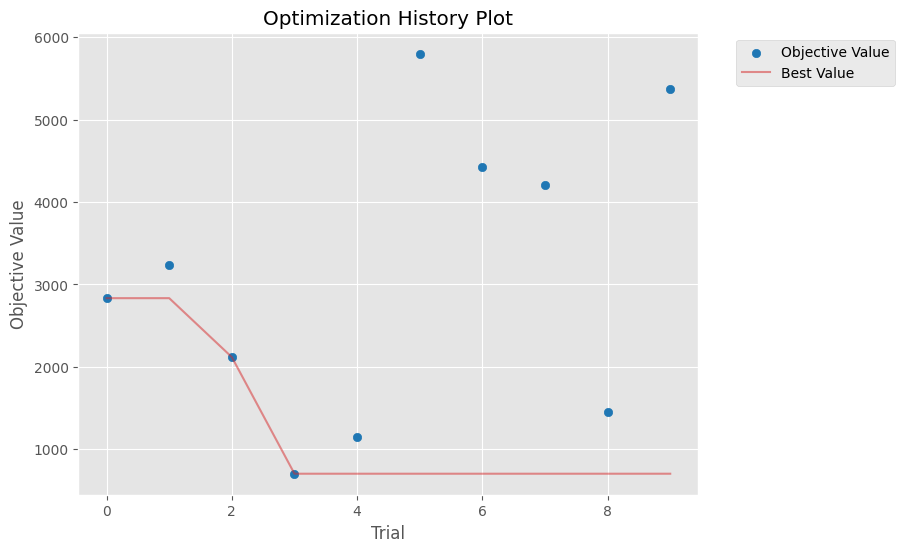 Optimization History Plot
Objective Value
Best Value
6000
5000
4000
3000
2000
1000
Objective Value
0
2
4
6
8
Trial